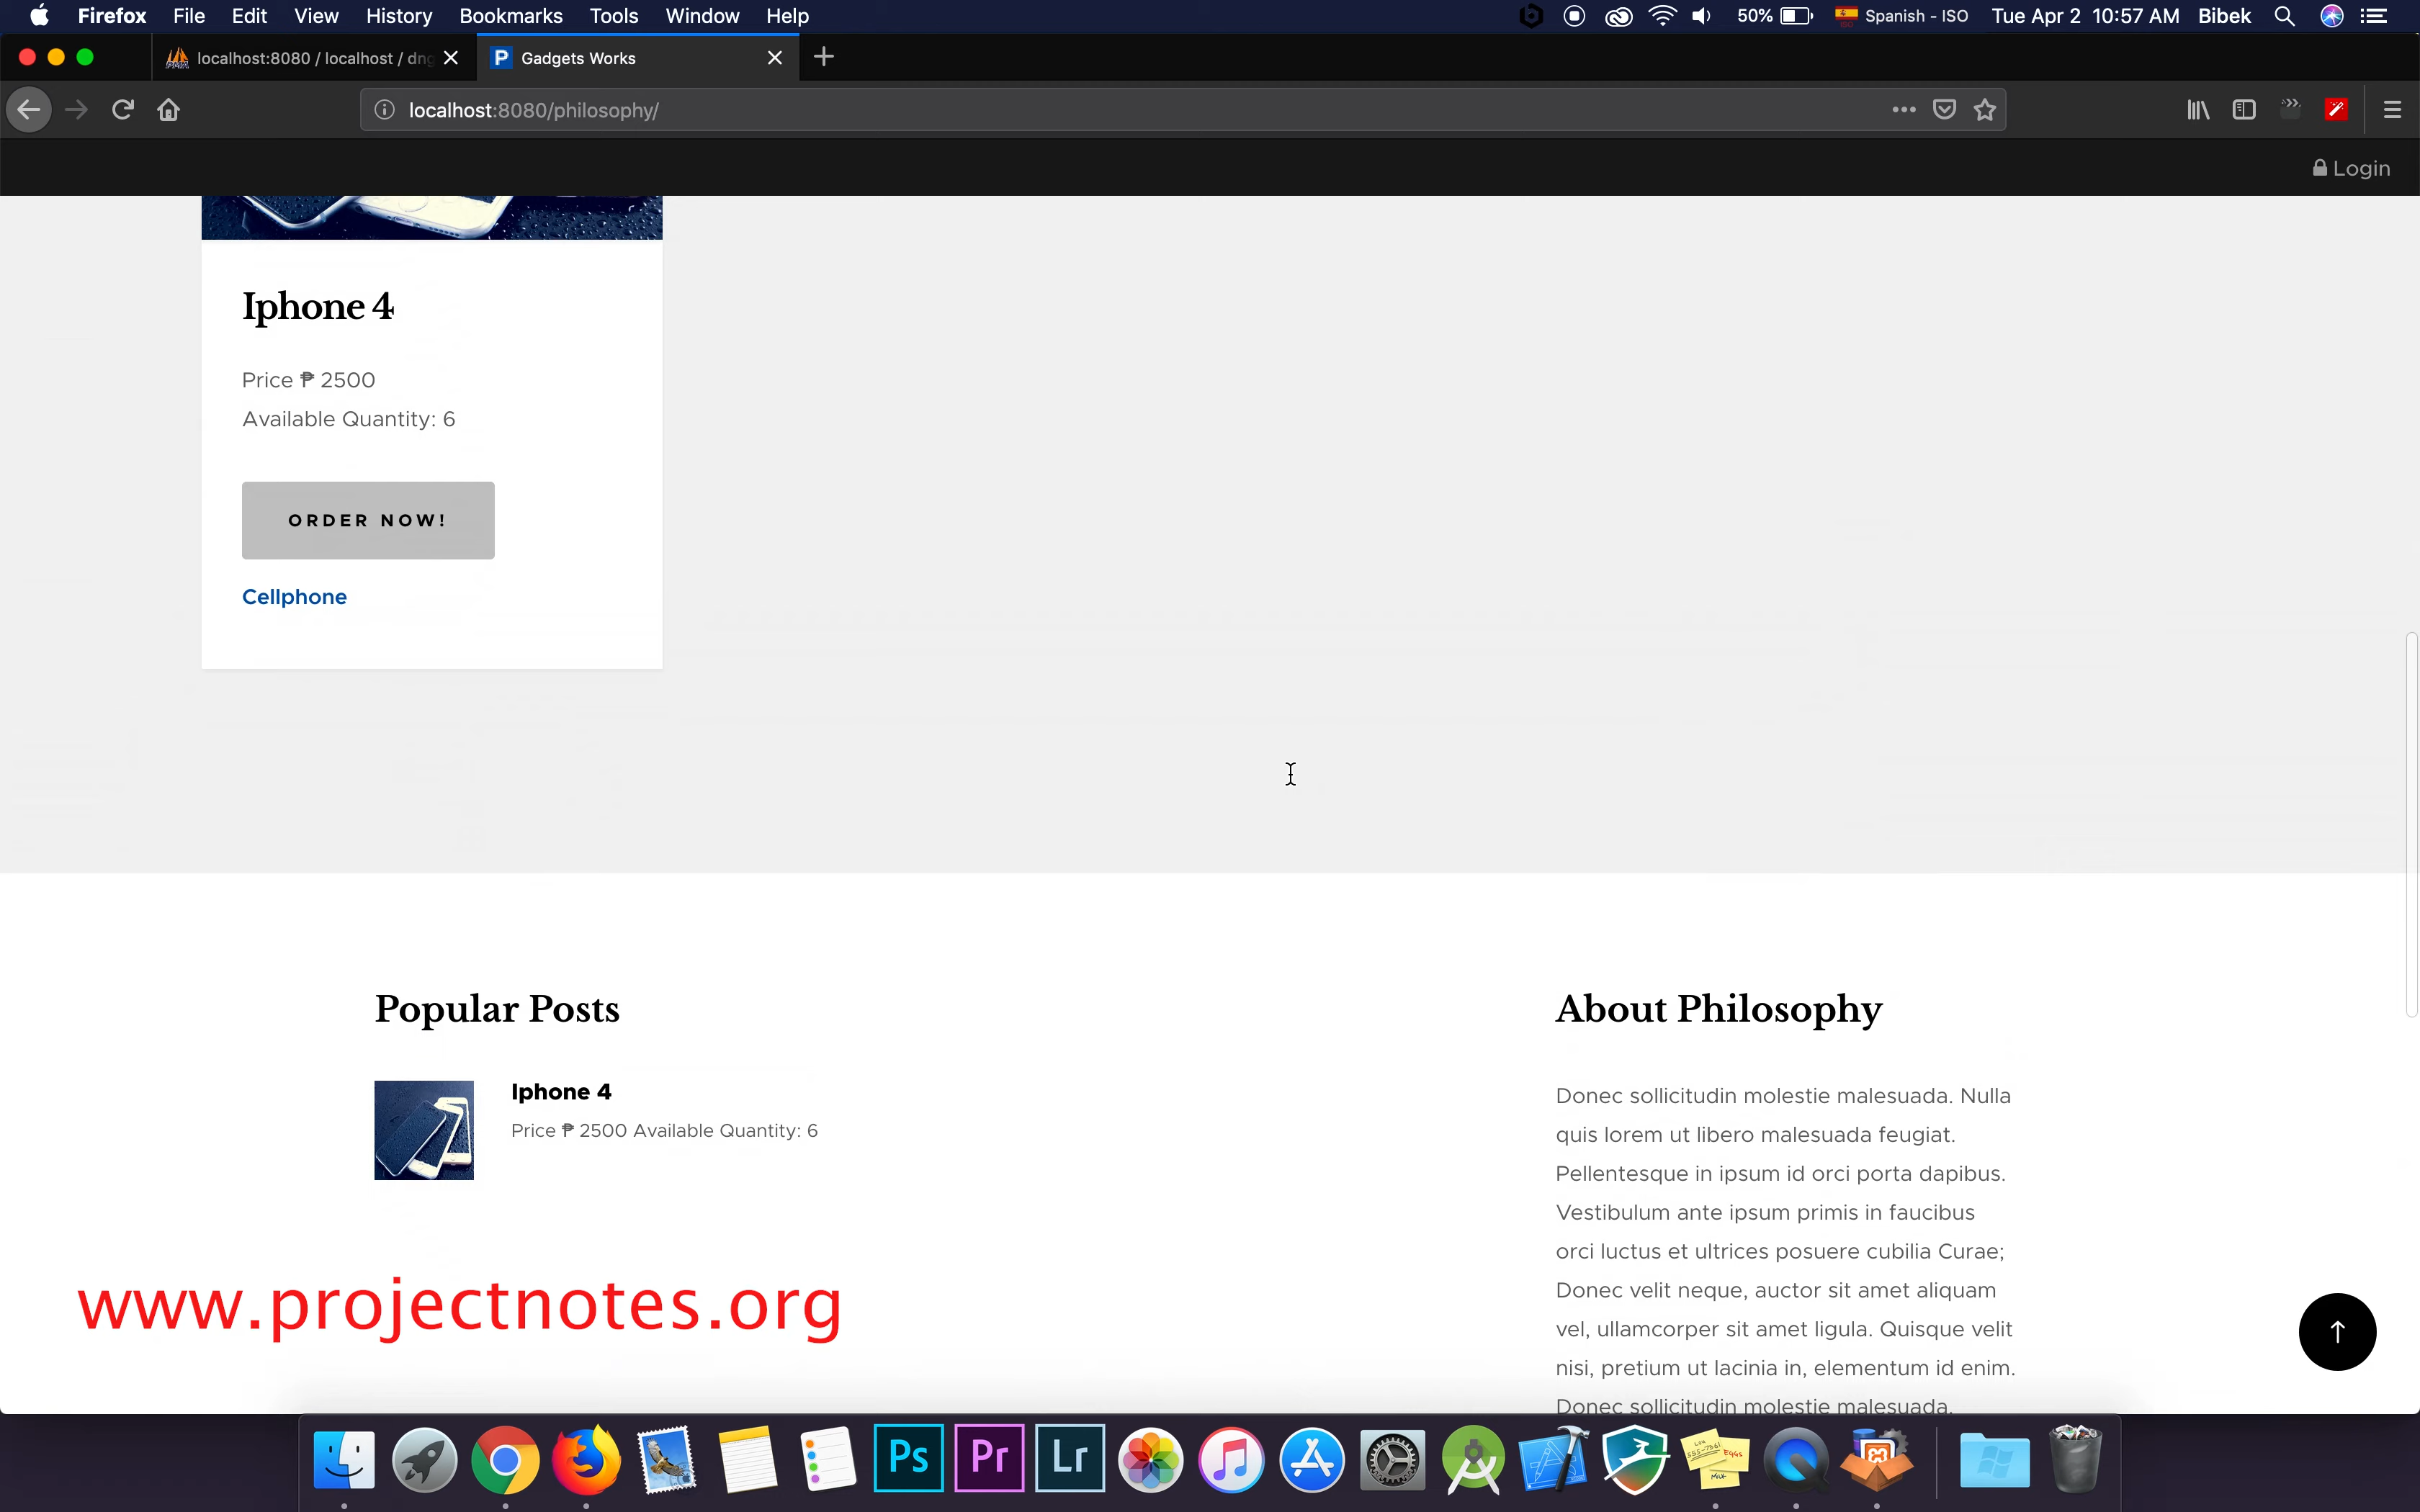 Firefox File Edit View History Bookmarks Tools Window Help 50% Spanish - ISO Tue Apr 2 10:57 AM Bibek
localhost:8080 / localhost / dng
P Gadgets Works
localhost:8080/philosophy/
Login
Iphone 4
Price ₱ 2500
Available Quantity: 6
ORDER NOW!
Cellphone
Popular Posts
Iphone 4
Price ₱ 2500 Available Quantity: 6
About Philosophy
Donec sollicitudin molestie malesuada. Nulla
quis lorem ut libero malesuada feugiat.
Pellentesque in ipsum id orci porta dapibus.
Vestibulum ante ipsum primis in faucibus
orci luctus et ultrices posuere cubilia Curae;
Donec velit neque, auctor sit amet aliquam
vel, ullamcorper sit amet ligula. Quisque velit
nisi, pretium ut lacinia in, elementum id enim.
Donec sollicitudin molestie malesuada.
www.projectnotes.org
Ps Pr Lr